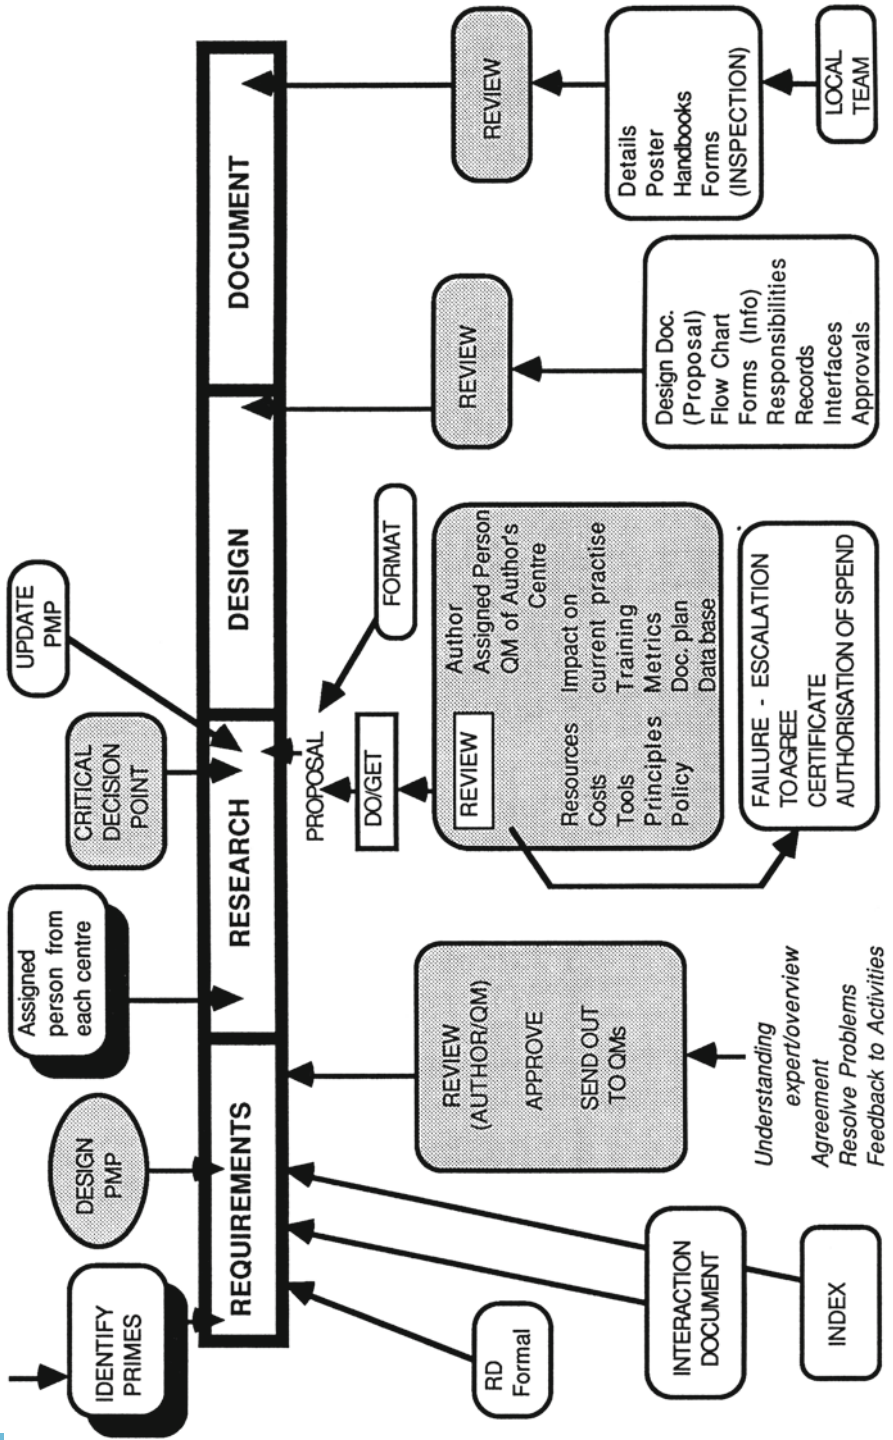 IDENTIFY
PRIMES
DESIGN
PMP
Assigned
person from
each centre
CRITICAL
DECISION
POINT
UPDATE
PMP
REQUIREMENTS
RESEARCH
DESIGN
DOCUMENT
RD
Formal
INTERACTION
DOCUMENT
INDEX
REVIEW
(AUTHOR/QM)
APPROVE
SEND OUT
TO QMs
Understanding
expert/overview
Agreement
Resolve Problems
Feedback to Activities
PROPOSAL
DO/GET
FORMAT
REVIEW
Author
Assigned Person
QM of Author's
Centre
Resources
Costs
Tools
Principles
Policy
Impact on
current practise
Training
Metrics
Doc. plan
Data base
FAILURE - ESCALATION
TOAGREE
CERTIFICATE
AUTHORISATION OF SPEND
REVIEW
Design Doc.
(Proposal)
Flow Chart
Forms (Info)
Responsibilities
Records
Interfaces
Approvals
REVIEW
Details
Poster
Handbooks
Forms
(INSPECTION)
LOCAL
TEAM